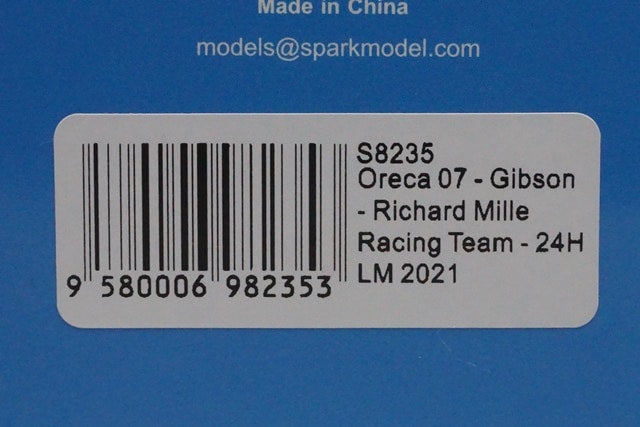 Made in China
models@sparkmodel.com
S8235
Oreca 07 - Gibson
- Richard Mille
Racing Team - 24H
LM 2021
9 580006 982353